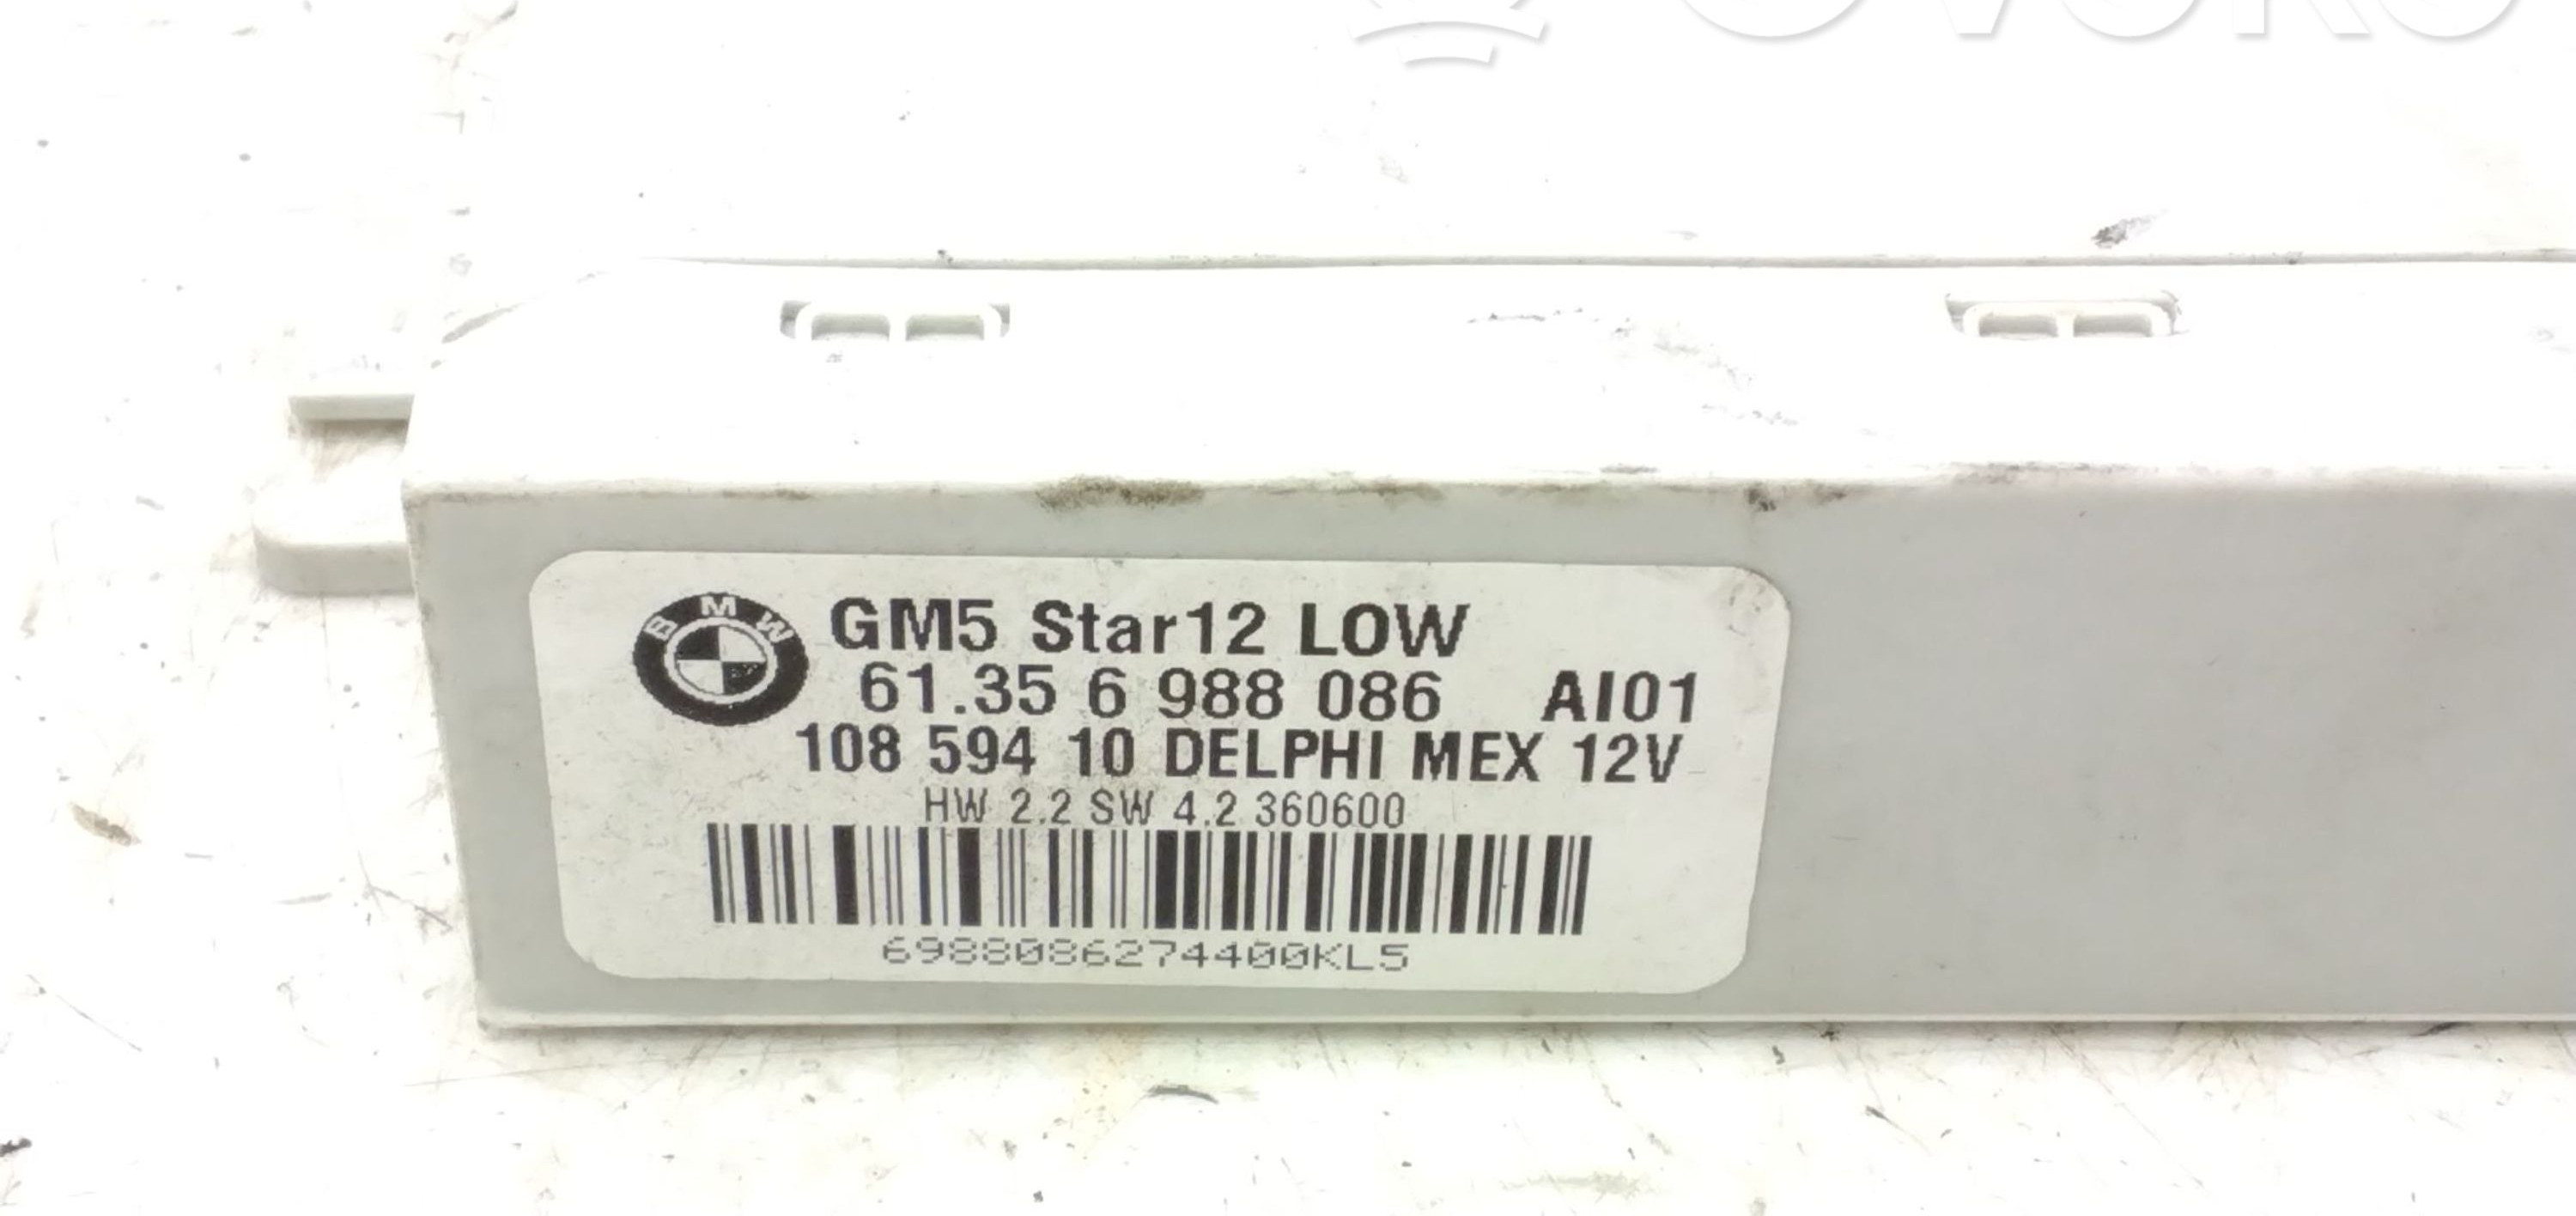 BMW
GM5 Star12 LOW
61.35 6 988 086 AI01
108 594 10 DELPHI MEX 12V
HW 2.2 SW 4.2 360600
6988086274400KL5